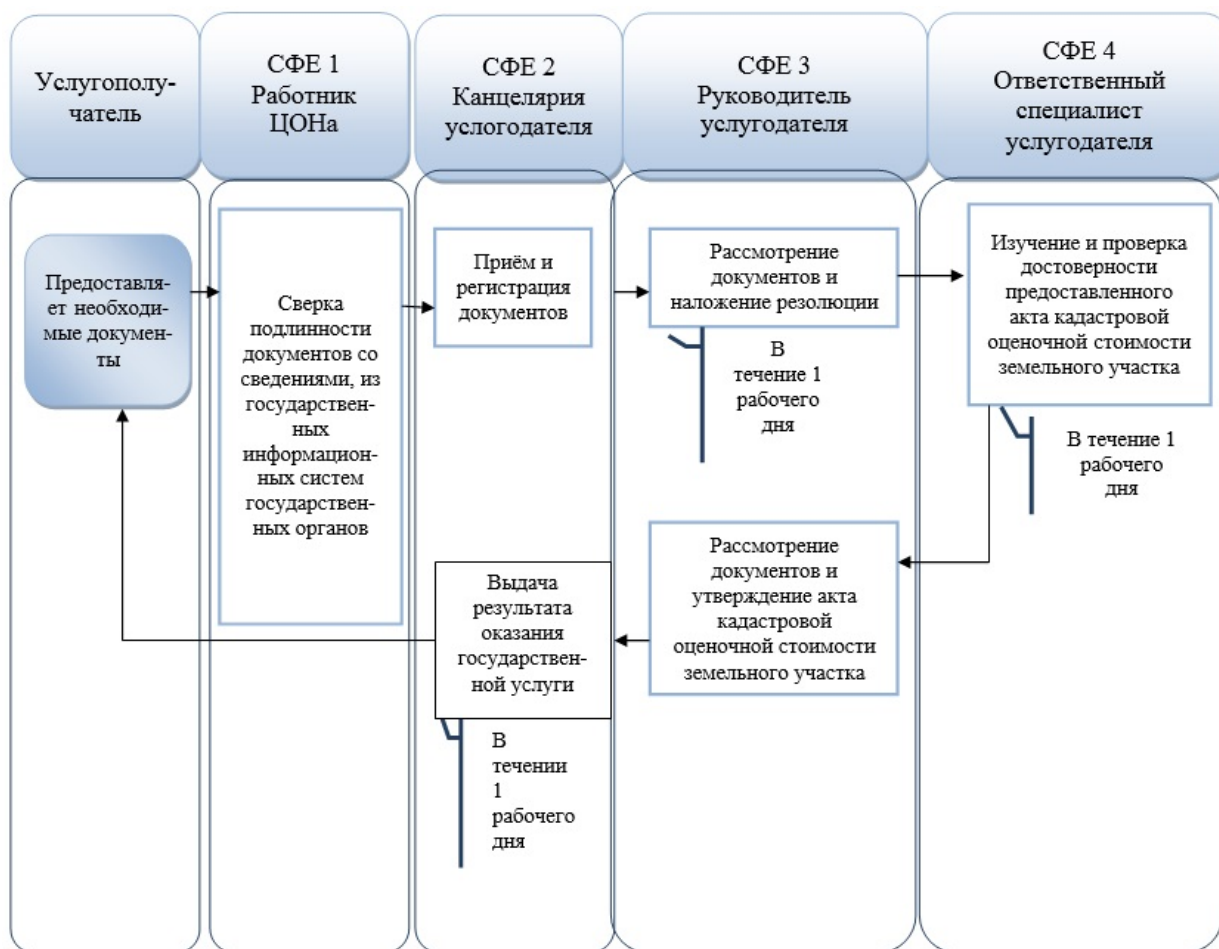 Услугополу-
чатель
СФЕ 1
Работник
ЦОНа
СФЕ 2
Канцелярия
услогодателя
СФЕ 3
Руководитель
услугодателя
СФЕ 4
Ответственный
специалист
услугодателя
Предоставля-
ет необходи-
мые докумен-
ты
Сверка
подлинности
документов со
сведениями, из
государствен-
ных
информацион-
ных систем
государствен-
ных органов
Приём и
регистрация
документов
Рассмотрение
документов и
наложение резолюции
В
течение 1
рабочего
дня
Изучение и проверка
достоверности
предоставленного
акта кадастровой
оценочной стоимости
земельного участка
В течение 1
рабочего
дня
Рассмотрение
документов и
утверждение акта
кадастровой
оценочной стоимости
земельного участка
Выдача
результата
оказания
государствен-
ной услуги
В
течении
1
рабочего
дня